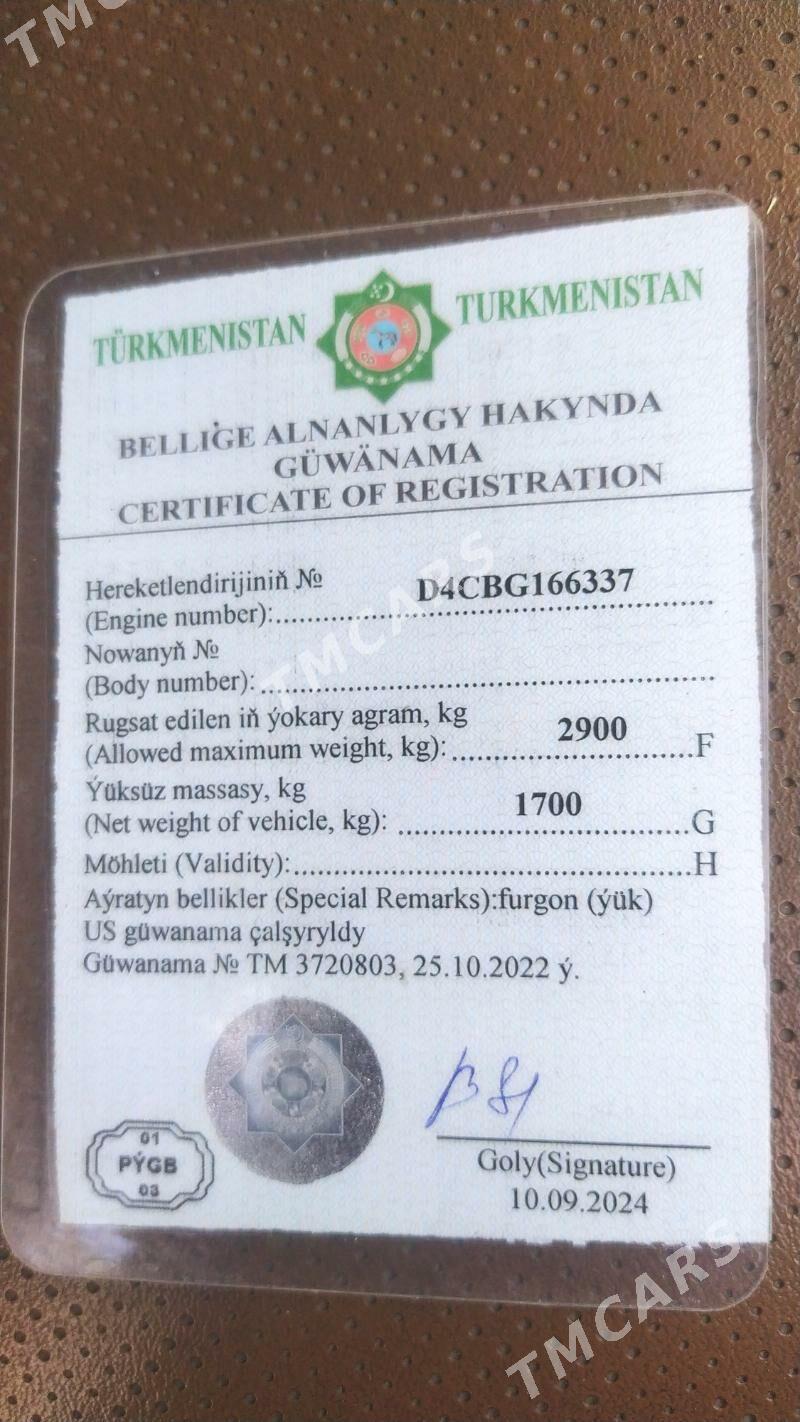 TMCARS
TÜRKMENISTAN TURKMENISTAN
BELLIGE ALNANLYGY HAKYNDA
GÜWÄNAMA
CERTIFICATE OF REGISTRATION
Hereketlendirijiniň № D4CBG166337
(Engine number):
Nowanyň №
(Body number):
Rugsat edilen iň ýokary agram, kg
(Allowed maximum weight, kg): 2900 F
Ýüksüz massasy, kg
(Net weight of vehicle, kg): 1700 G
Möhleti (Validity): H
Aýratyn bellikler (Special Remarks):furgon (ýük)
US güwanama çalşyryldy
Güwanama № TM 3720803, 25.10.2022 ý.
01
PÝGB
03
Goly(Signature)
10.09.2024
TMCARS
TMCARS